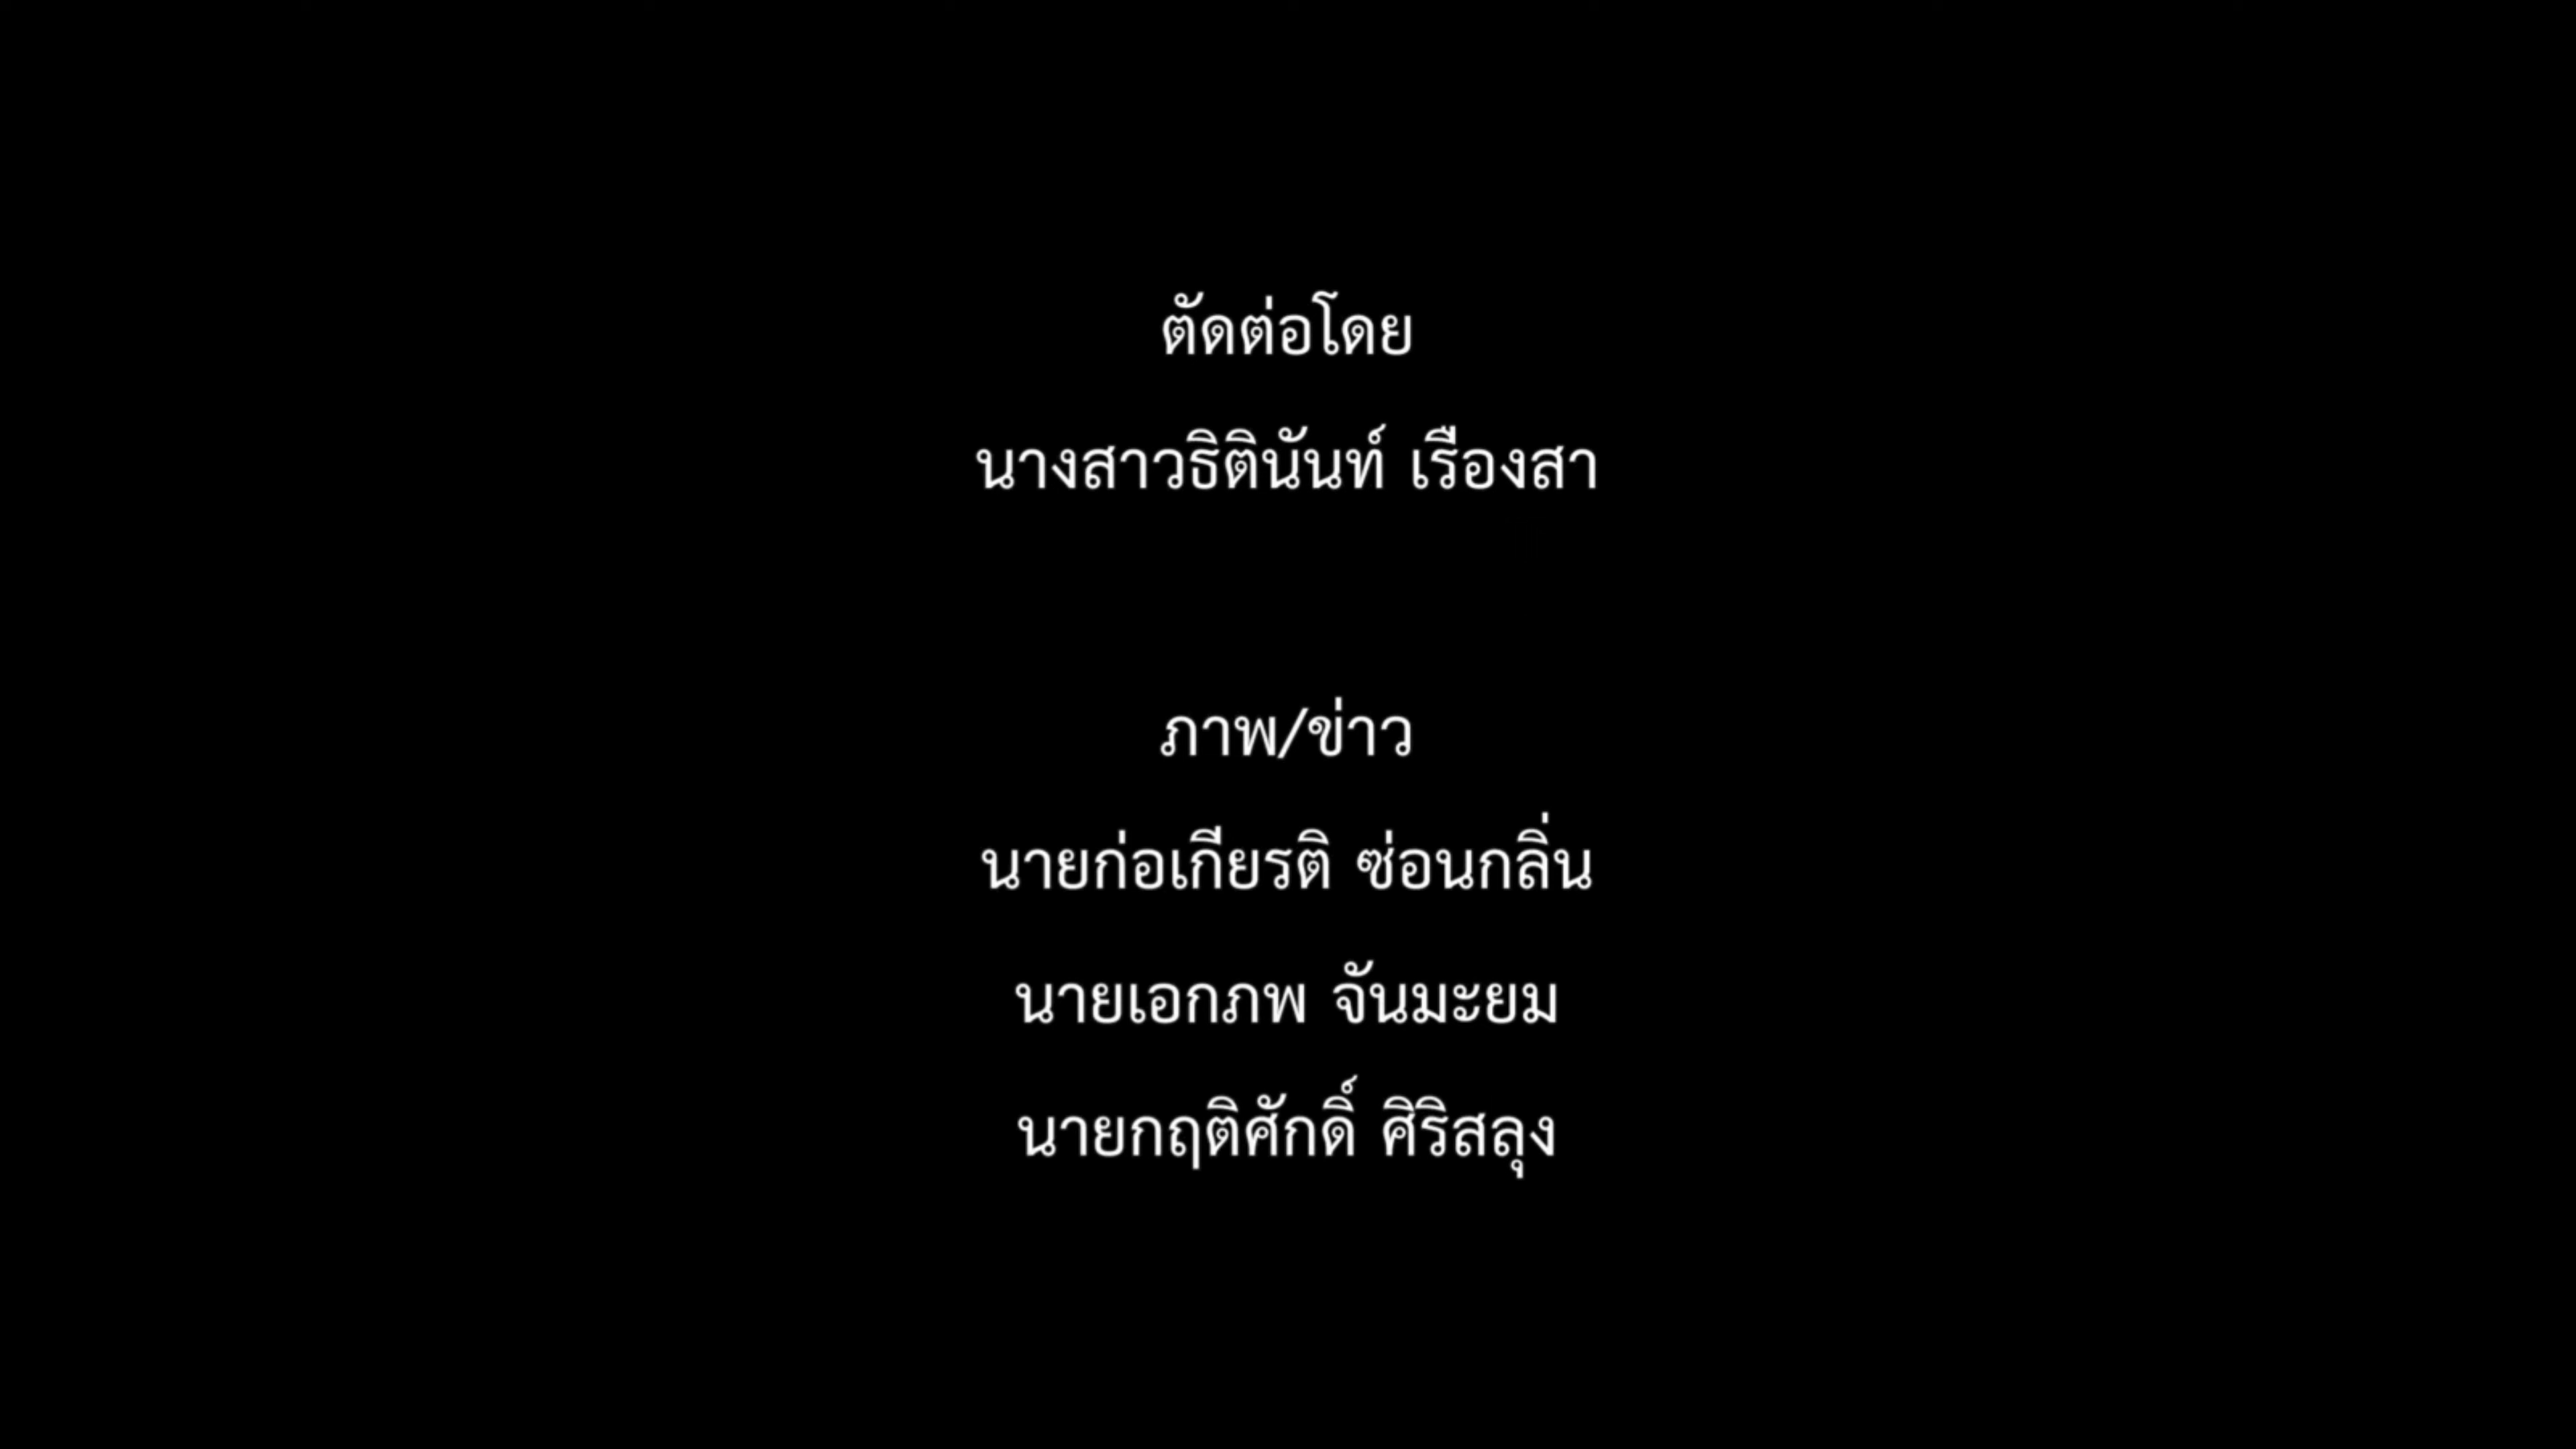 ตัดต่อโดย
นางสาวธิตินันท์ เรืองสา
ภาพ/ข่าว
นายก่อเกียรติ ซ่อนกลิ่น
นายเอกภพ จันมะยม
นายกฤติศักดิ์ ศิริสลุง